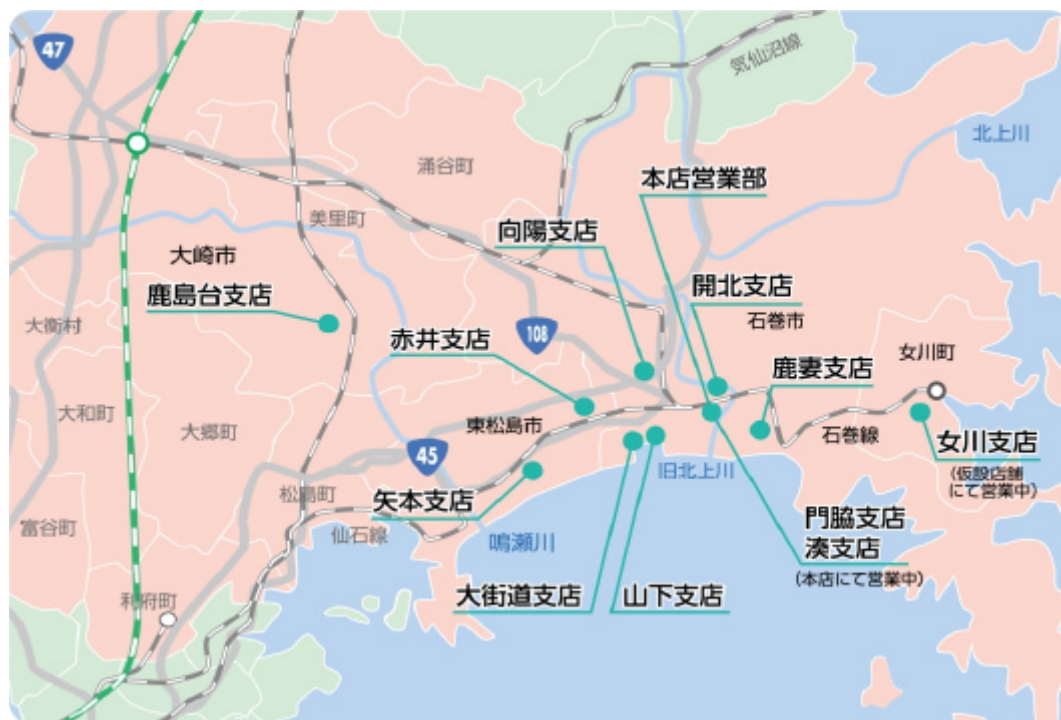 47
気仙沼線
北上川
涌谷町
本店営業部
美里町
向陽支店
大崎市
開北支店
鹿島台支店
石巻市
大衡村
108
赤井支店
女川町
鹿妻支店
大和町
東松島市
大郷町
石巻線
女川支店
45
旧北上川
(仮設店舗
にて営業中)
松島町
矢本支店
富谷町
門脇支店
仙石線
鳴瀬川
湊支店
(本店にて営業中)
大街道支店
山下支店
利府町